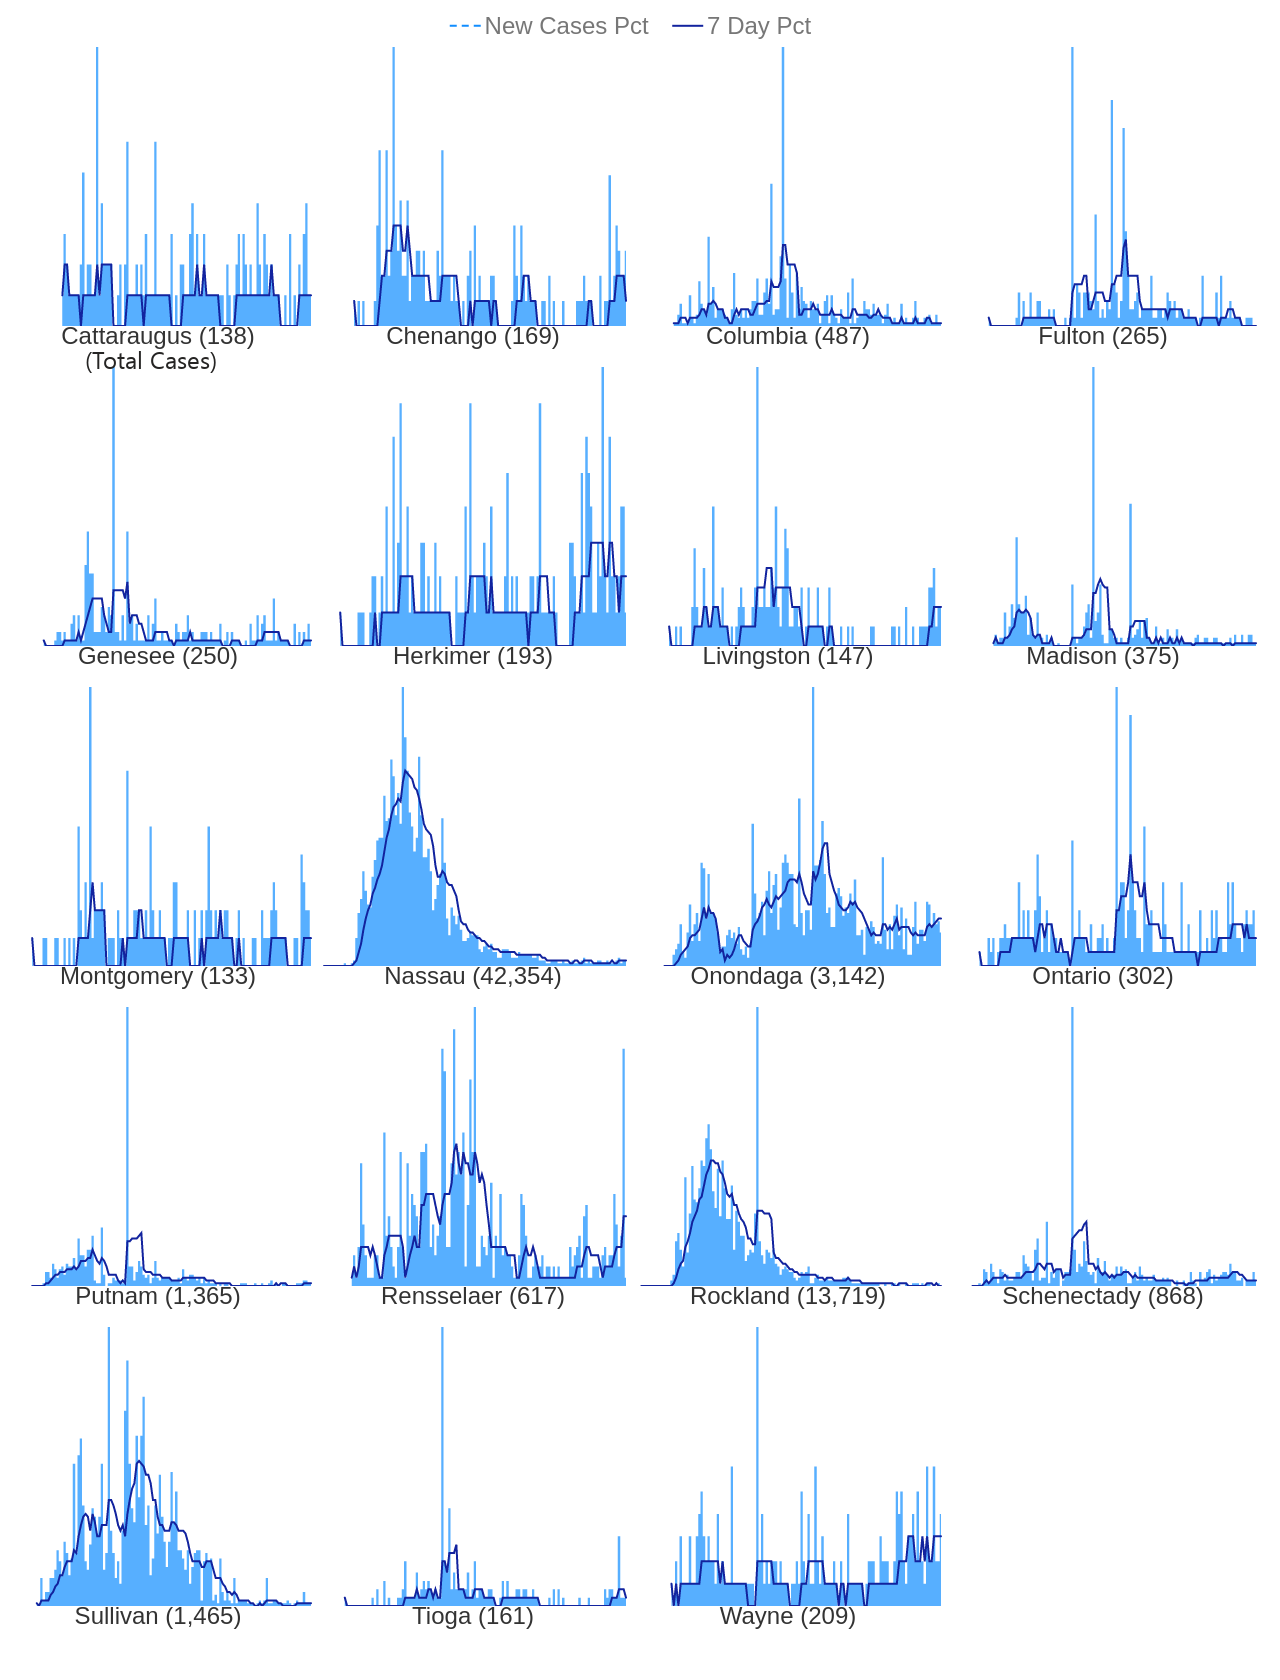 New Cases Pct 7 Day Pct
Cattaraugus (138) Chenango (169) Columbia (487) Fulton (265)
(Total Cases)
Genesee (250) Herkimer (193) Livingston (147) Madison (375)
Montgomery (133) Nassau (42,354) Onondaga (3,142) Ontario (302)
Putnam (1,365) Rensselaer (617) Rockland (13,719) Schenectady (868)
Sullivan (1,465) Tioga (161) Wayne (209)